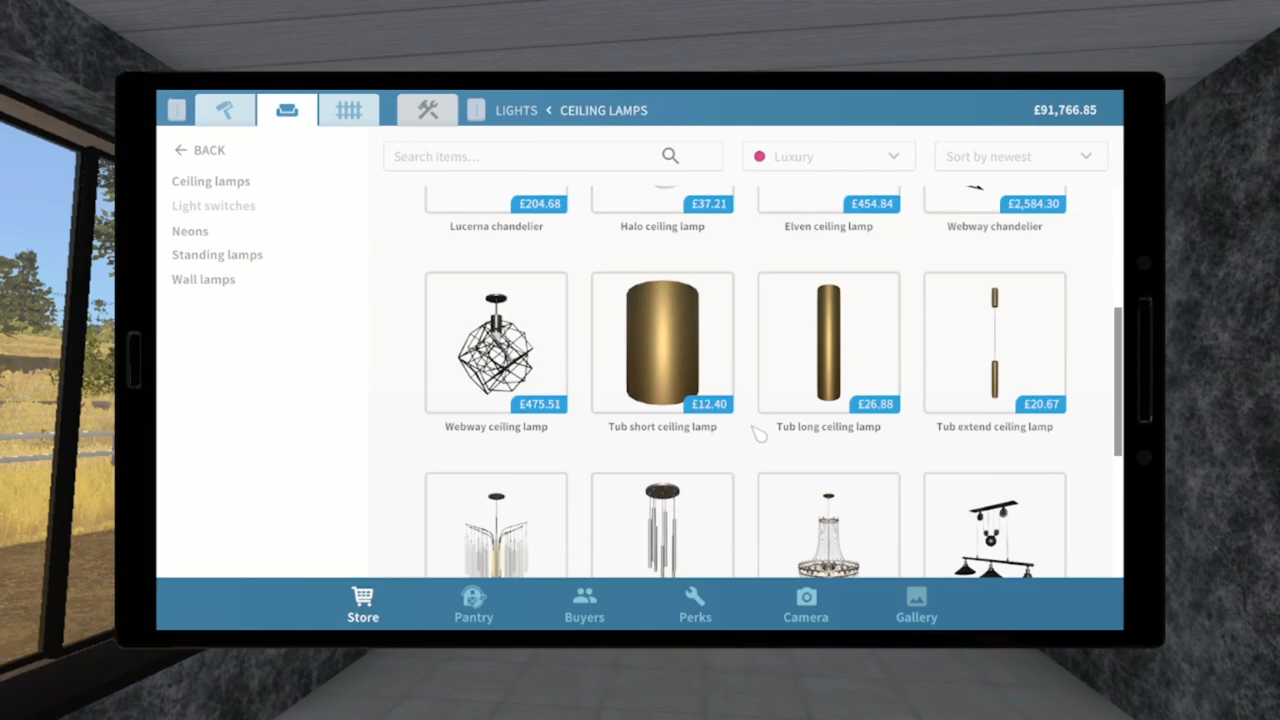 LIGHTS < CEILING LAMPS
£91,766.85
BACK
Search items...
Luxury
Sort by newest
Ceiling lamps
Light switches
Neons
Standing lamps
Wall lamps
£204.68
£37.21
£454.84
£2,584.30
Lucerna chandelier
Halo ceiling lamp
Elven ceiling lamp
Webway chandelier
£475.51
£12.40
£26.88
£20.67
Webway ceiling lamp
Tub short ceiling lamp
Tub long ceiling lamp
Tub extend ceiling lamp
Store
Pantry
Buyers
Perks
Camera
Gallery